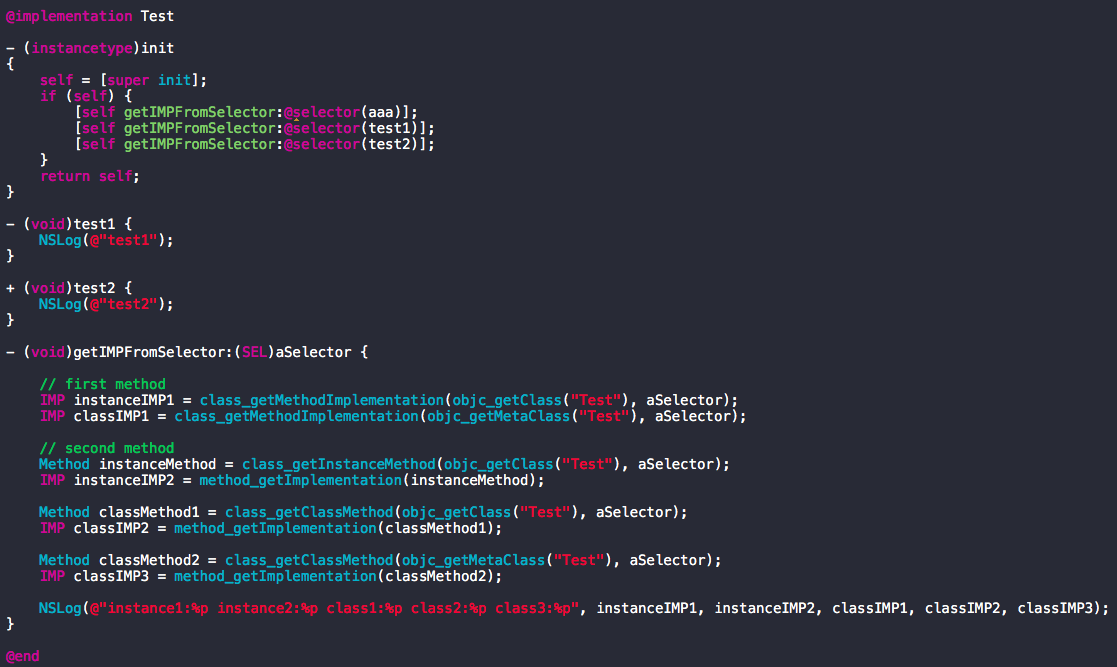 @implementation Test
- (instancetype)init
{
self = [super init];
if (self) {
[self getIMPFromSelector:@selector(aaa)];
[self getIMPFromSelector:@selector(test1)];
[self getIMPFromSelector:@selector(test2)];
}
return self;
}
- (void)test1 {
NSLog(@"test1");
}
+ (void)test2 {
NSLog(@"test2");
}
- (void)getIMPFromSelector:(SEL)aSelector {
// first method
IMP instanceIMP1 = class_getMethodImplementation(objc_getClass("Test"), aSelector);
IMP classIMP1 = class_getMethodImplementation(objc_getMetaClass("Test"), aSelector);
// second method
Method instanceMethod = class_getInstanceMethod(objc_getClass("Test"), aSelector);
IMP instanceIMP2 = method_getImplementation(instanceMethod);
Method classMethod1 = class_getClassMethod(objc_getClass("Test"), aSelector);
IMP classIMP2 = method_getImplementation(classMethod1);
Method classMethod2 = class_getClassMethod(objc_getMetaClass("Test"), aSelector);
IMP classIMP3 = method_getImplementation(classMethod2);
NSLog(@"instance1:%p instance2:%p class1:%p class2:%p class3:%p", instanceIMP1, instanceIMP2, classIMP1, classIMP2, classIMP3);
}
@end